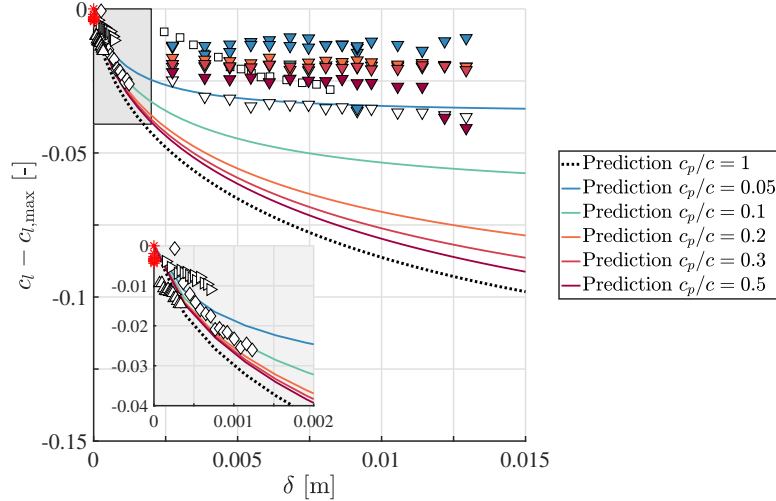 0
-0.05
-0.1
-0.15
0
0.005
0.01
0.015
c_l − c_{l,max} [-]
δ [m]
0
-0.01
-0.02
-0.03
-0.04
0
0.001
0.002
Prediction c_p/c = 1
Prediction c_p/c = 0.05
Prediction c_p/c = 0.1
Prediction c_p/c = 0.2
Prediction c_p/c = 0.3
Prediction c_p/c = 0.5